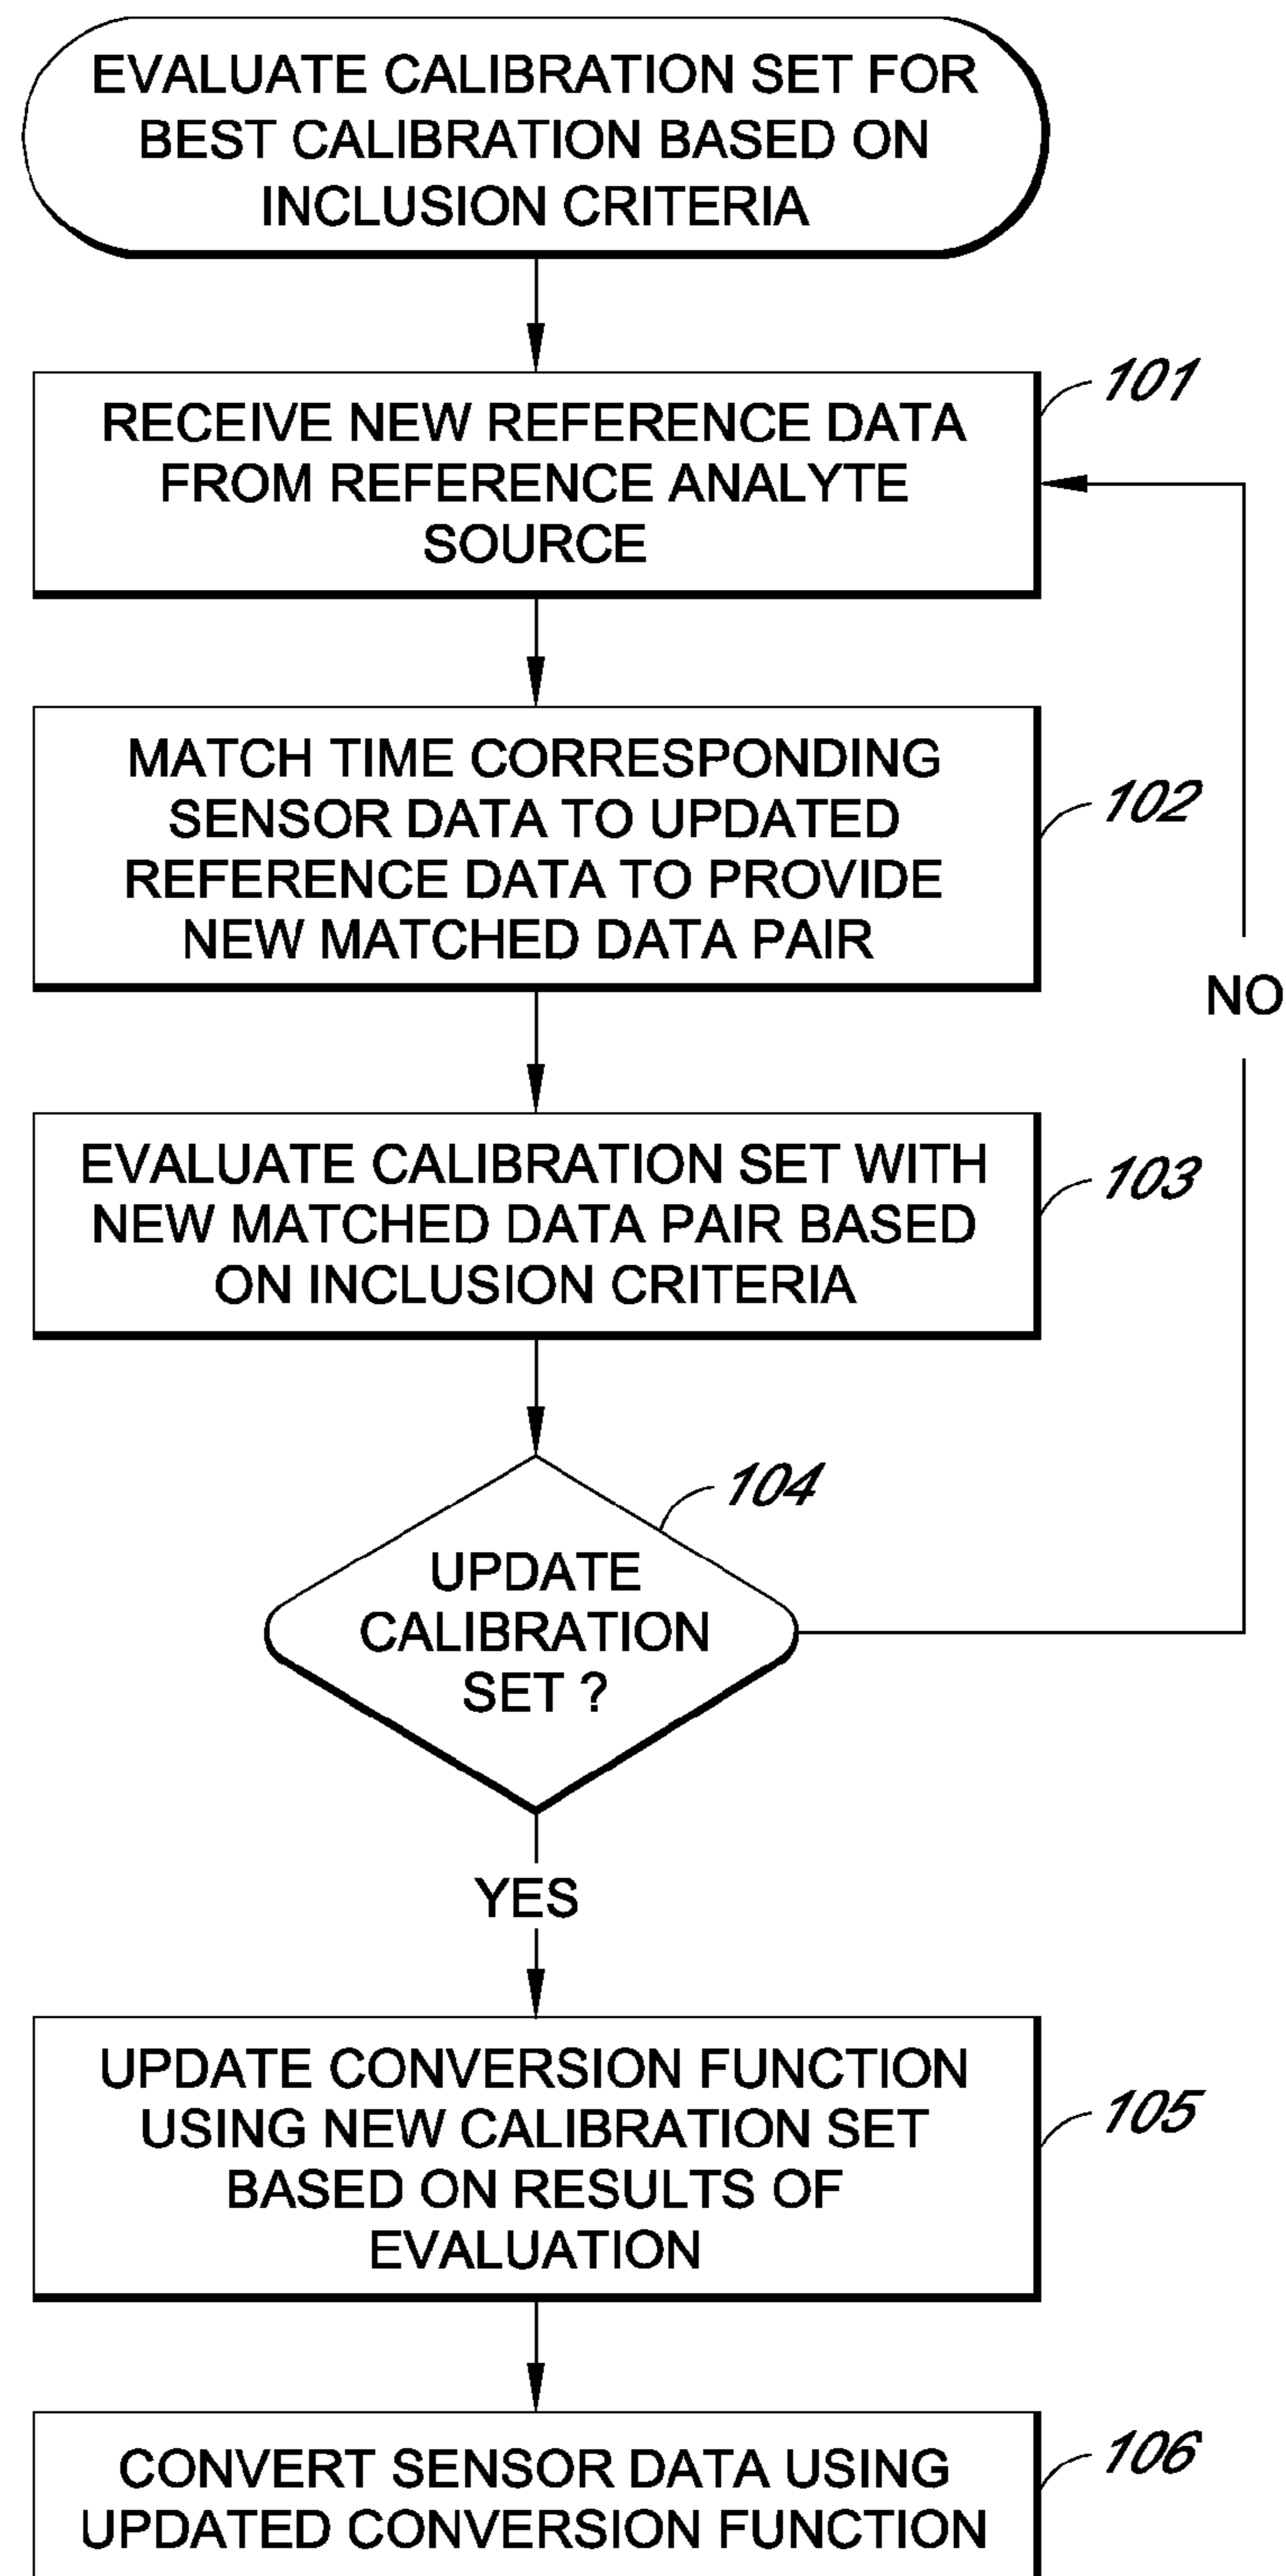 EVALUATE CALIBRATION SET FOR
BEST CALIBRATION BASED ON
INCLUSION CRITERIA
101
RECEIVE NEW REFERENCE DATA
FROM REFERENCE ANALYTE
SOURCE
102
MATCH TIME CORRESPONDING
SENSOR DATA TO UPDATED
REFERENCE DATA TO PROVIDE
NEW MATCHED DATA PAIR
NO
103
EVALUATE CALIBRATION SET WITH
NEW MATCHED DATA PAIR BASED
ON INCLUSION CRITERIA
104
UPDATE
CALIBRATION
SET ?
YES
105
UPDATE CONVERSION FUNCTION
USING NEW CALIBRATION SET
BASED ON RESULTS OF
EVALUATION
106
CONVERT SENSOR DATA USING
UPDATED CONVERSION FUNCTION